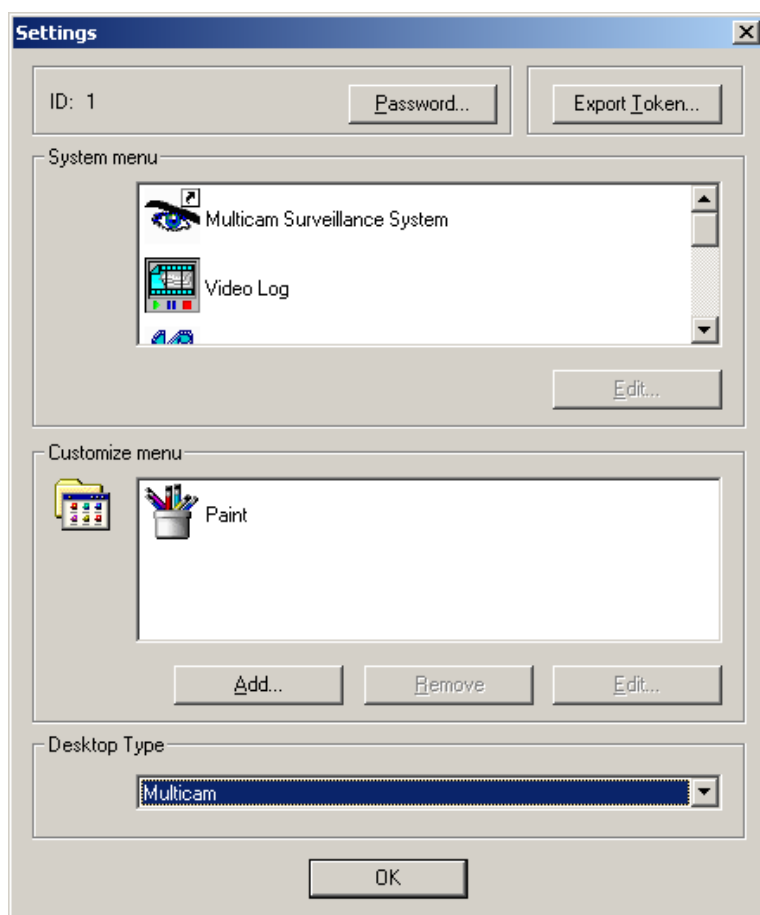 Settings
ID: 1
Password...
Export Token...
System menu
Multicam Surveillance System
Video Log
Edit...
Customize menu
Paint
Add...
Remove
Edit...
Desktop Type
Multicam
OK